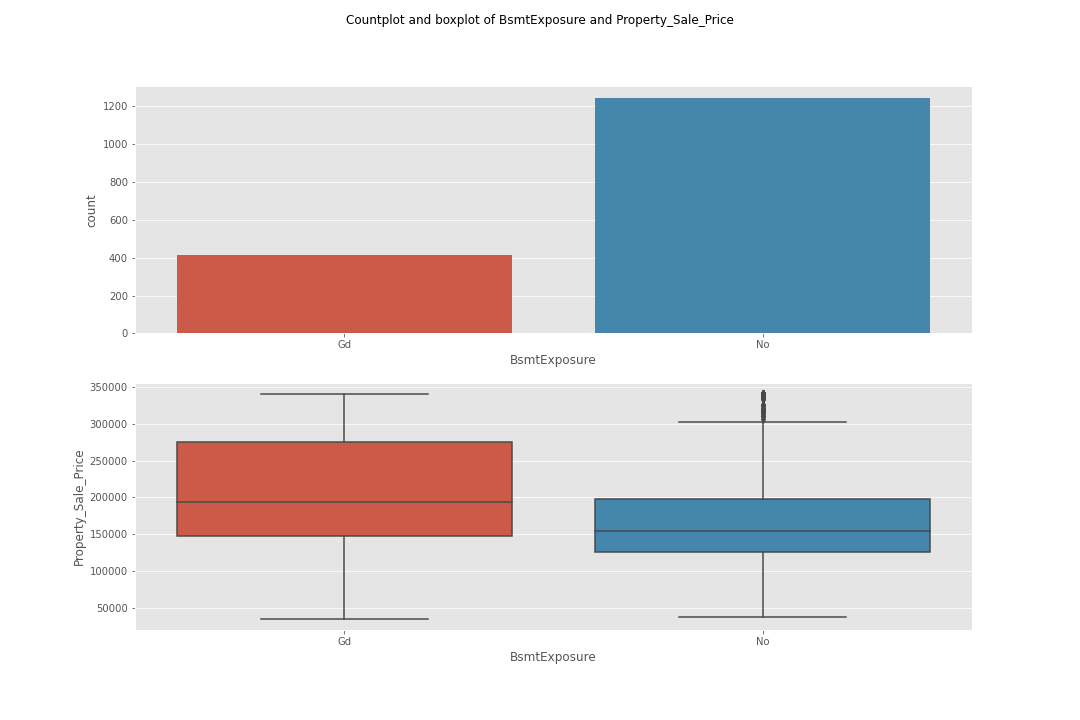 Countplot and boxplot of BsmtExposure and Property_Sale_Price
1200
1000
800
600
400
200
0
count
Gd
No
BsmtExposure
350000
300000
250000
200000
150000
100000
50000
Property_Sale_Price
Gd
No
BsmtExposure